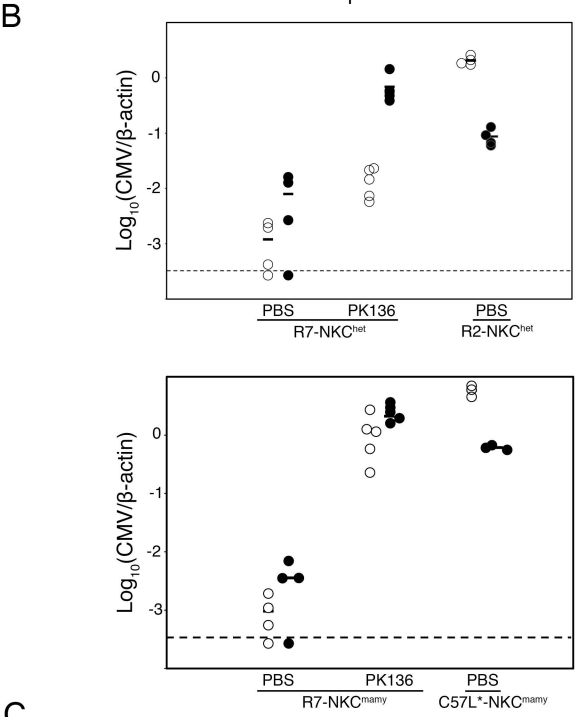 B
Log₁₀(CMV/β-actin)
0
-1
-2
-3
PBS PK136 PBS
R7-NKCʰᵉᵗ R2-NKCʰᵉᵗ
Log₁₀(CMV/β-actin)
0
-1
-2
-3
PBS PK136 PBS
R7-NKCᵐᵃᵐʸ C57L*-NKCᵐᵃᵐʸ